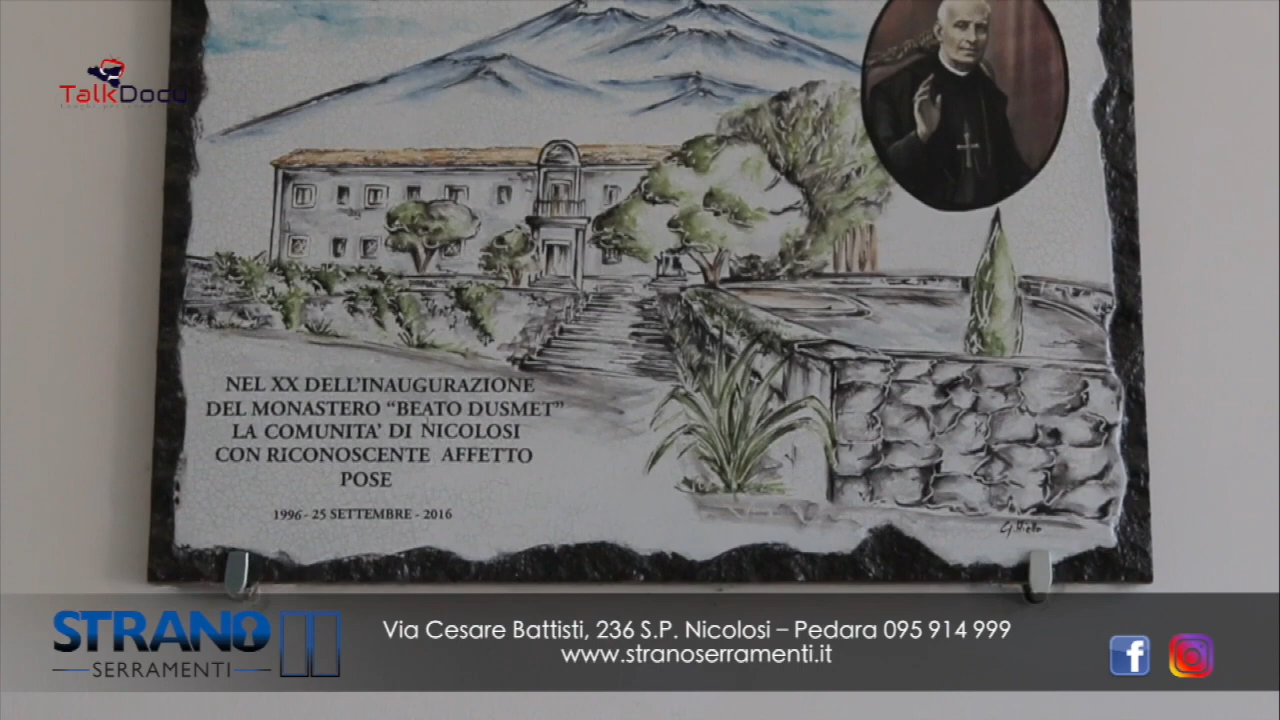 TalkDocu
NEL XX DELL'INAUGURAZIONE
DEL MONASTERO “BEATO DUSMET”
LA COMUNITA' DI NICOLOSI
CON RICONOSCENTE AFFETTO
POSE
1996 - 25 SETTEMBRE - 2016
STRANO
SERRAMENTI
Via Cesare Battisti, 236 S.P. Nicolosi – Pedara 095 914 999
www.stranoserramenti.it